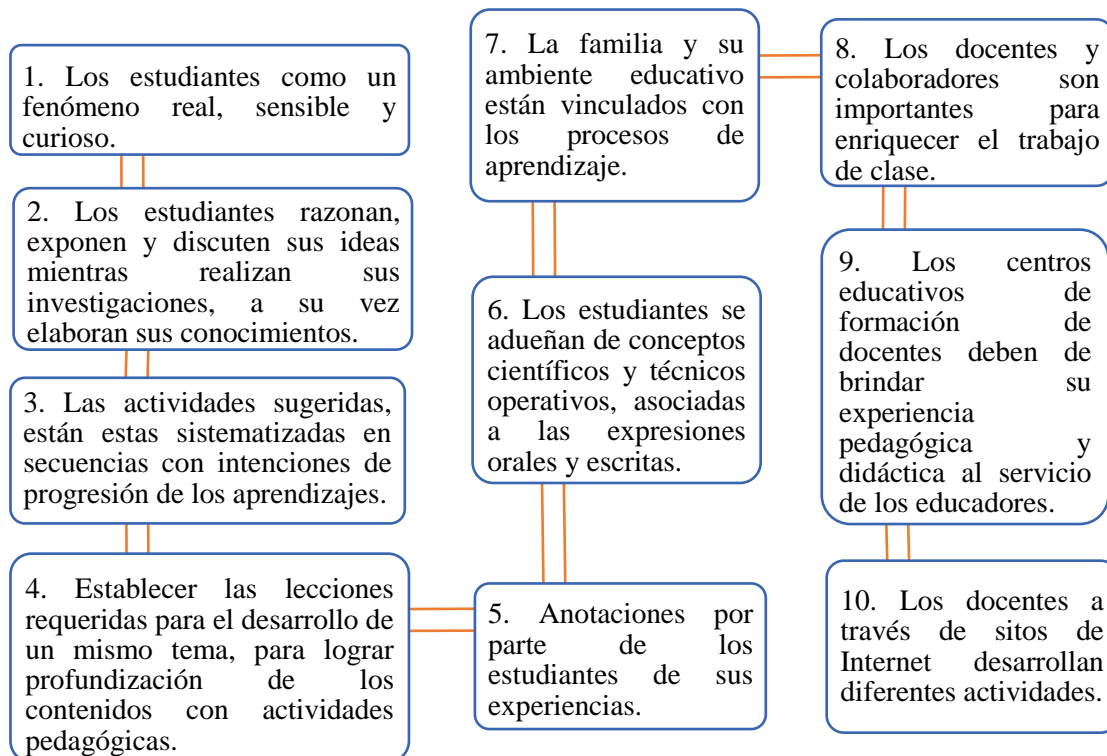 1. Los estudiantes como un
fenómeno real, sensible y
curioso.
2. Los estudiantes razonan,
exponen y discuten sus ideas
mientras realizan sus
investigaciones, a su vez
elaboran sus conocimientos.
3. Las actividades sugeridas,
están estas sistematizadas en
secuencias con intenciones de
progresión de los aprendizajes.
4. Establecer las lecciones
requeridas para el desarrollo de
un mismo tema, para lograr
profundización de los
contenidos con actividades
pedagógicas.
5. Anotaciones por
parte de los
estudiantes de sus
experiencias.
6. Los estudiantes se
adueñan de conceptos
científicos y técnicos
operativos, asociadas
a las expresiones
orales y escritas.
7. La familia y su
ambiente educativo
están vinculados con
los procesos de
aprendizaje.
8. Los docentes y
colaboradores son
importantes para
enriquecer el trabajo
de clase.
9. Los centros
educativos de
formación de
docentes deben de
brindar su
experiencia
pedagógica y
didáctica al servicio
de los educadores.
10. Los docentes a
través de sitos de
Internet desarrollan
diferentes actividades.